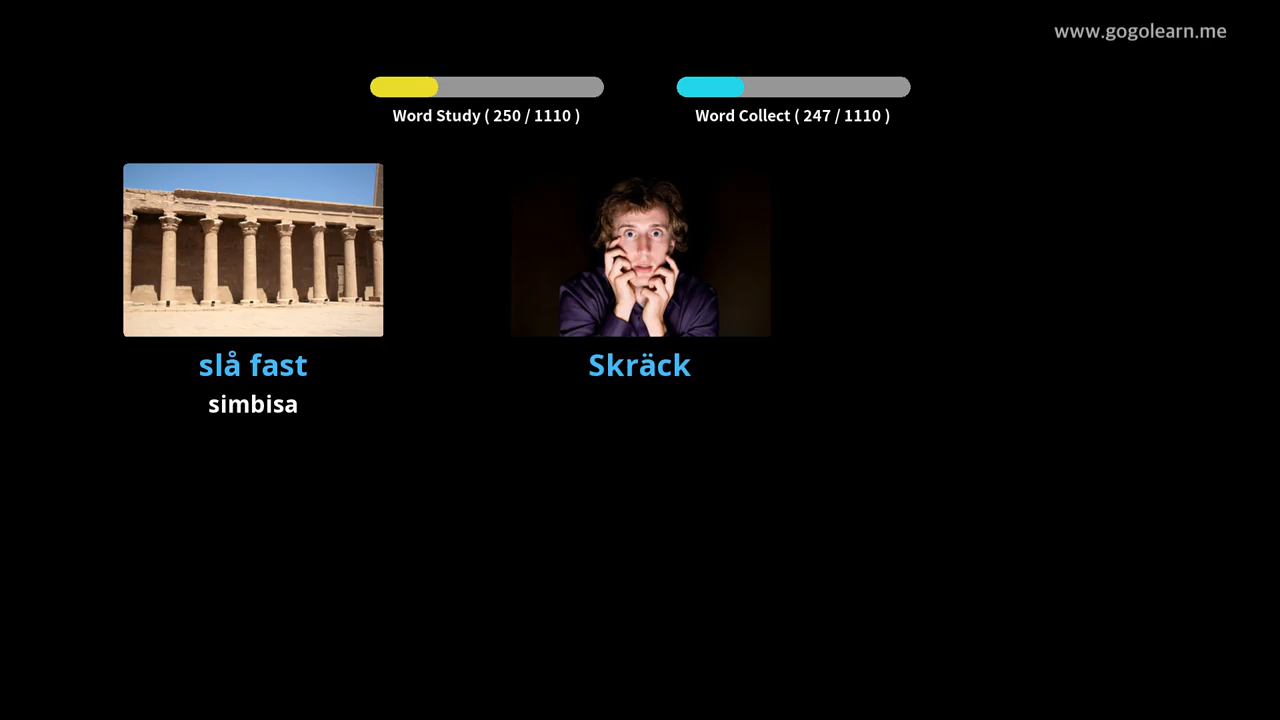 www.gogolearn.me
Word Study ( 250 / 1110 )
Word Collect ( 247 / 1110 )
slå fast
simbisa
Skräck